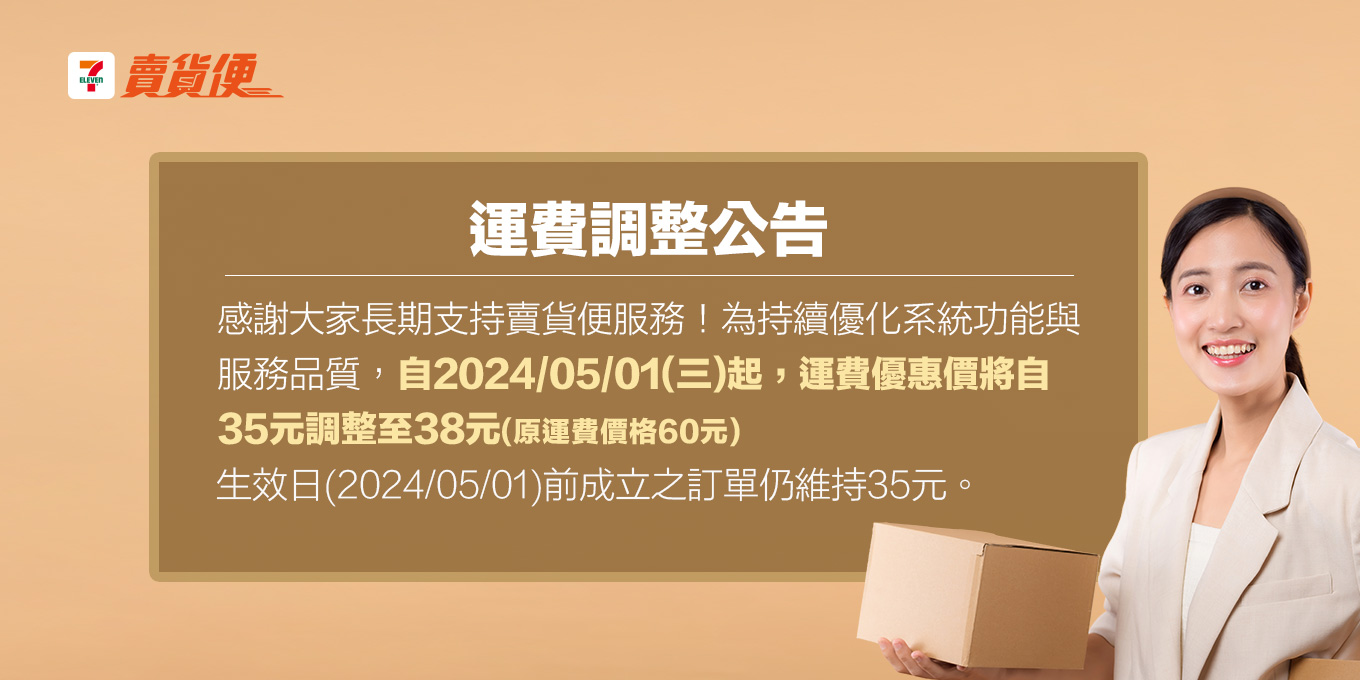 7
ELEVEn
賣貨便
運費調整公告
感謝大家長期支持賣貨便服務！為持續優化系統功能與
服務品質，自2024/05/01(三)起，運費優惠價將自
35元調整至38元(原運費價格60元)
生效日(2024/05/01)前成立之訂單仍維持35元。